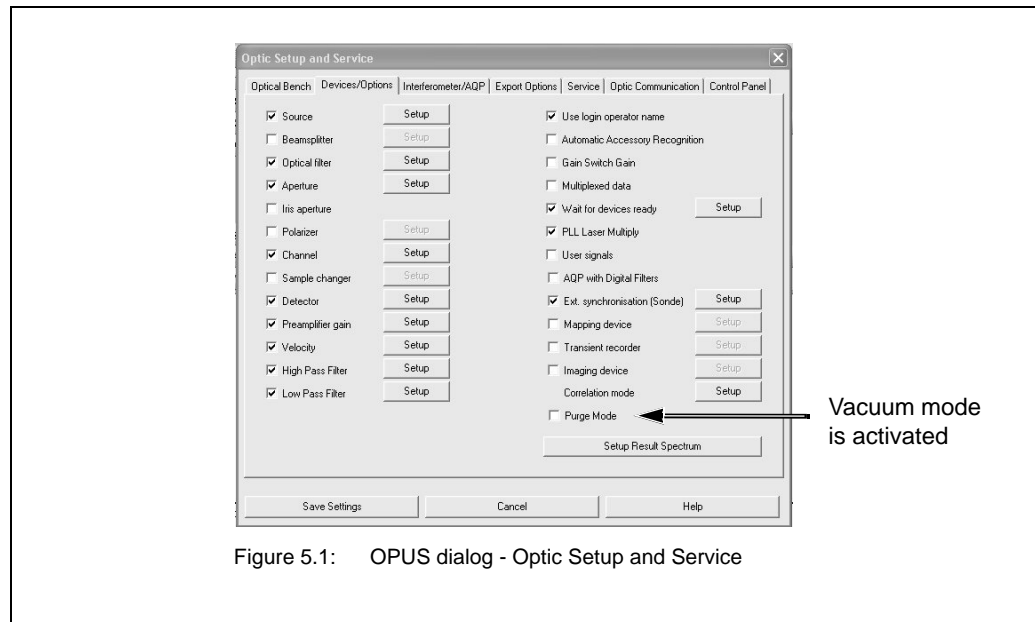 Optic Setup and Service
Optical Bench Devices/Options Interferometer/AQP Export Options Service Optic Communication Control Panel
Source Setup
Beamsplitter Setup
Optical filter Setup
Aperture Setup
Iris aperture
Polarizer Setup
Channel Setup
Sample changer Setup
Detector Setup
Preamplifier gain Setup
Velocity Setup
High Pass Filter Setup
Low Pass Filter Setup
Use login operator name
Automatic Accessory Recognition
Gain Switch Gain
Multiplexed data
Wait for devices ready Setup
PLL Laser Multiply
User signals
AQP with Digital Filters
Ext. synchronisation (Sonde) Setup
Mapping device Setup
Transient recorder Setup
Imaging device Setup
Correlation mode Setup
Purge Mode
Setup Result Spectrum
Vacuum mode
is activated
Save Settings Cancel Help
Figure 5.1: OPUS dialog - Optic Setup and Service